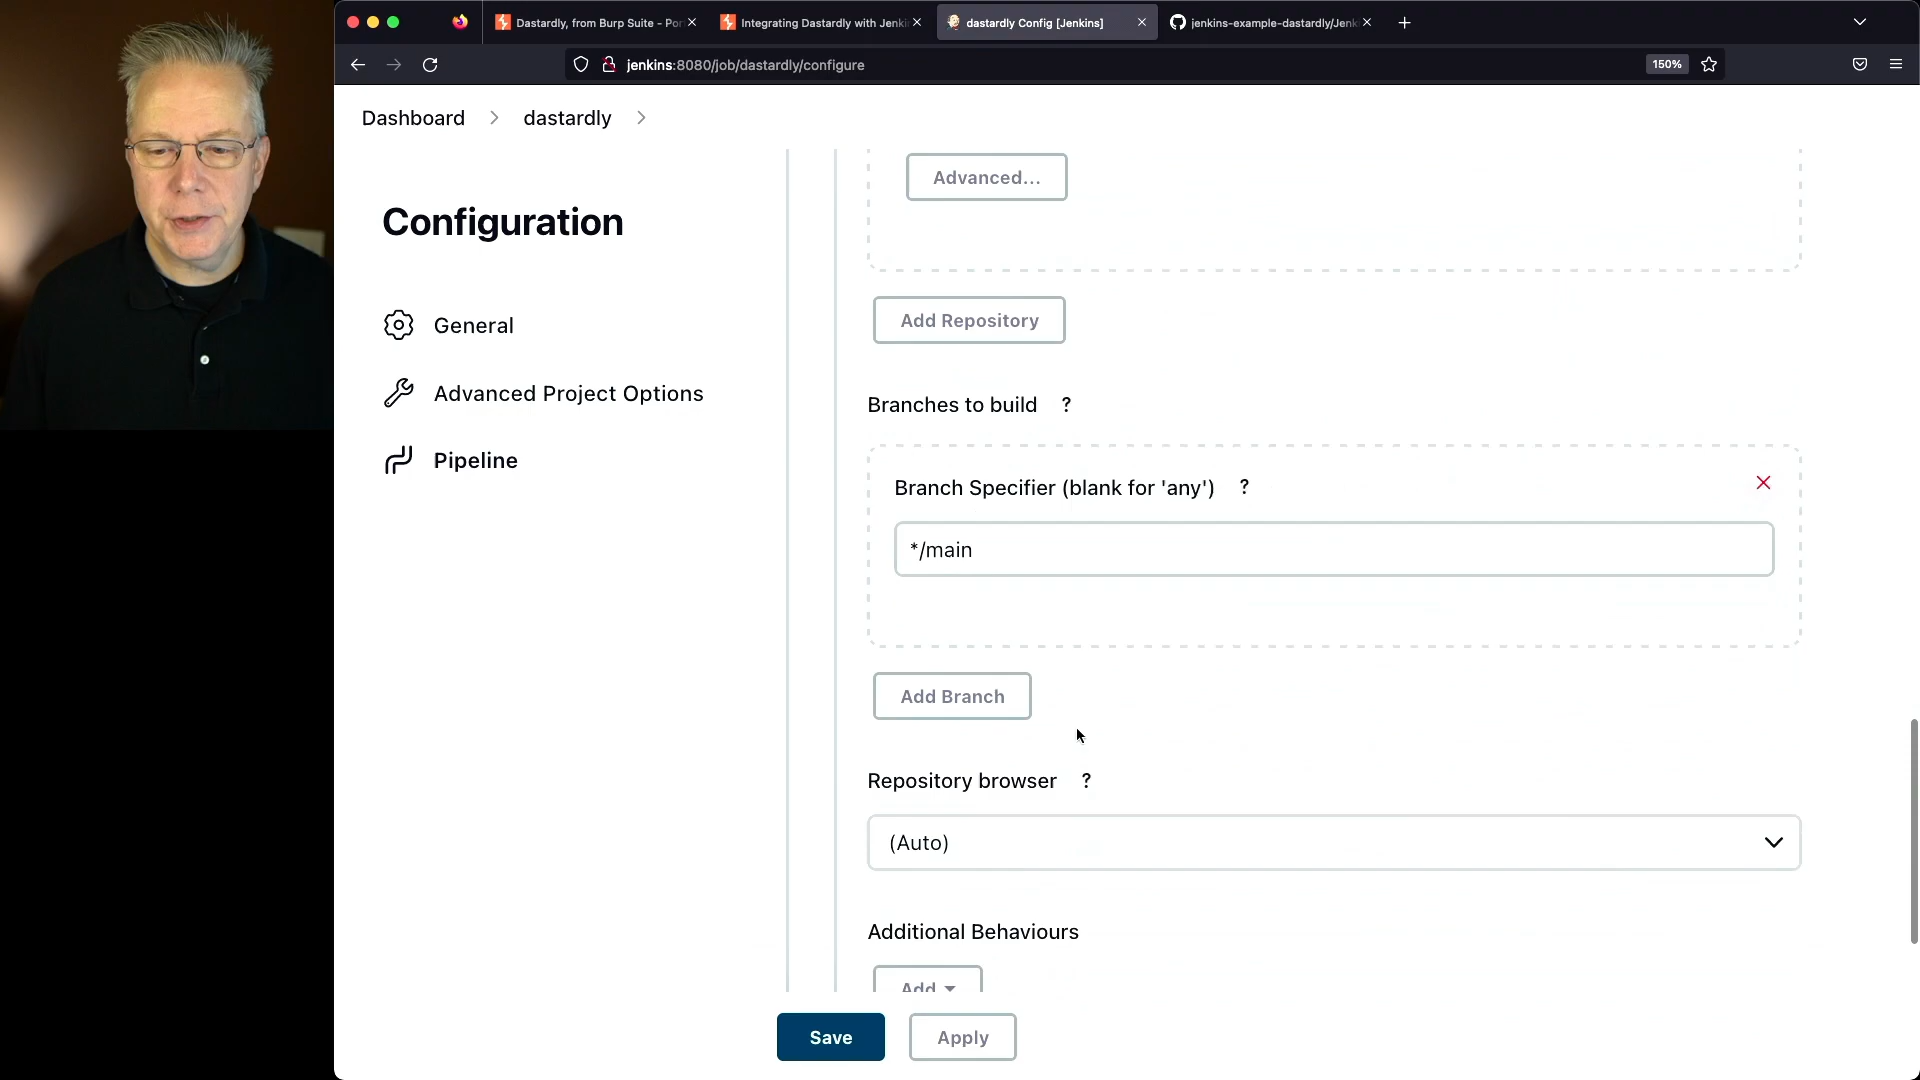 Dastardly, from Burp Suite - Por
Integrating Dastardly with Jenki
dastardly Config [Jenkins]
jenkins-example-dastardly/Jenk
jenkins:8080/job/dastardly/configure
150%
Dashboard
dastardly
Configuration
General
Advanced Project Options
Pipeline
Advanced...
Add Repository
Branches to build ?
Branch Specifier (blank for 'any') ?
*/main
Add Branch
Repository browser ?
(Auto)
Additional Behaviours
Add
Save
Apply